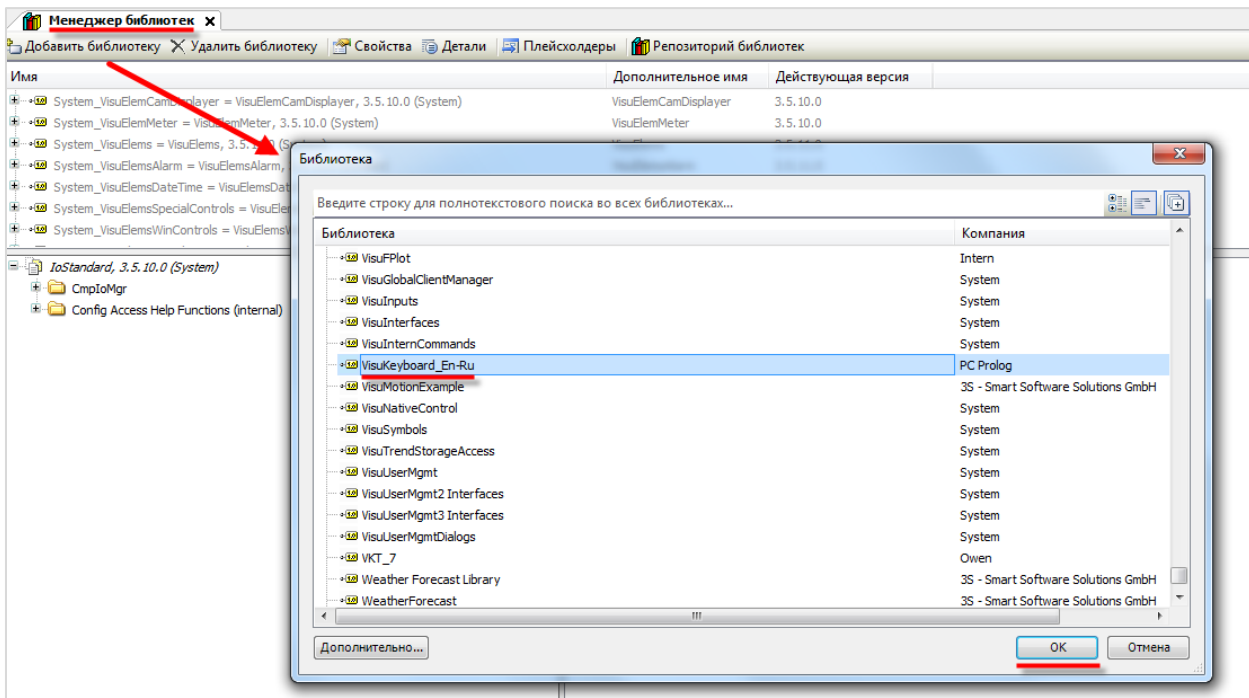 Менеджер библиотек x
Добавить библиотеку Удалить библиотеку Свойства Детали Плейсхолдеры Репозиторий библиотек
Имя Дополнительное имя Действующая версия
System_VisuElemCamDisplayer = VisuElemCamDisplayer, 3.5.10.0 (System) VisuElemCamDisplayer 3.5.10.0
System_VisuElemMeter = VisuElemMeter, 3.5.10.0 (System) VisuElemMeter 3.5.10.0
System_VisuElems = VisuElems, 3.5.
System_VisuElemsAlarm = VisuElemsAlarm,
System_VisuElemsDateTime = VisuElemsDat
System_VisuElemsSpecialControls = VisuElem
System_VisuElemsWinControls = VisuElemsW
IoStandard, 3.5.10.0 (System)
CmpIoMgr
Config Access Help Functions (internal)
Библиотека
Введите строку для полнотекстового поиска во всех библиотеках...
Библиотека Компания
VisuFPlot Intern
VisuGlobalClientManager System
VisuInputs System
VisuInterfaces System
VisuInternCommands System
VisuKeyboard_En-Ru PC Prolog
VisuMotionExample 3S - Smart Software Solutions GmbH
VisuNativeControl System
VisuSymbols System
VisuTrendStorageAccess System
VisuUserMgmt System
VisuUserMgmt2 Interfaces System
VisuUserMgmt3 Interfaces System
VisuUserMgmtDialogs System
VKT_7 Owen
Weather Forecast Library 3S - Smart Software Solutions GmbH
WeatherForecast 3S - Smart Software Solutions GmbH
Дополнительно... OK Отмена